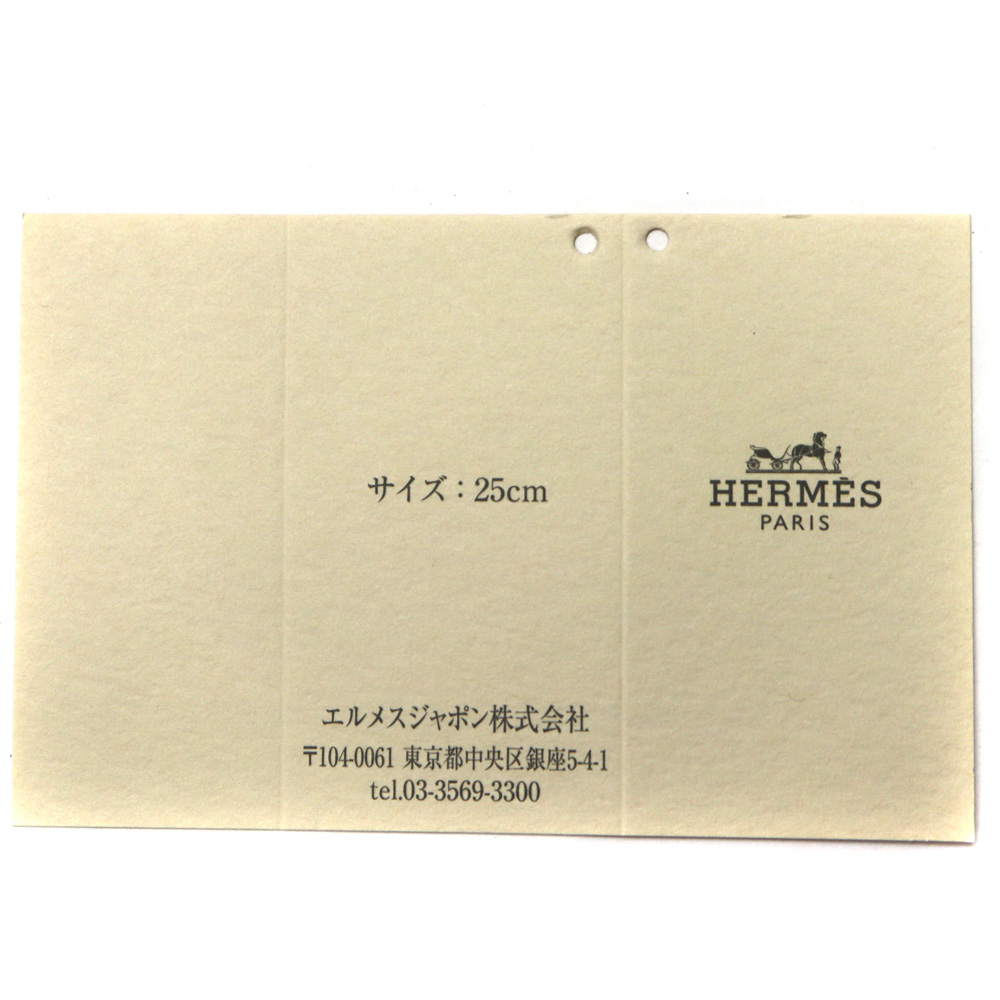 サイズ：25cm
エルメスジャポン株式会社
〒104-0061 東京都中央区銀座5-4-1
tel.03-3569-3300
HERMÈS
PARIS